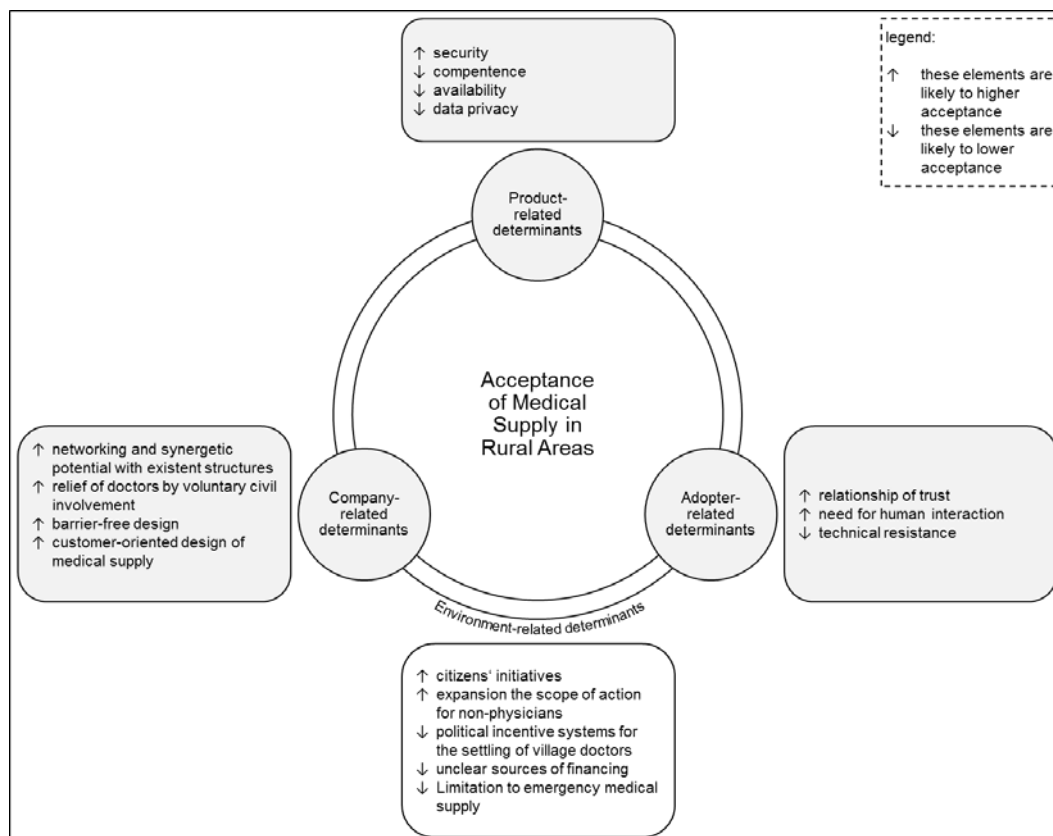 ↑ security
↓ compentence
↓ availability
↓ data privacy
legend:
↑ these elements are
likely to higher
acceptance
↓ these elements are
likely to lower
acceptance
Product-
related
determinants
Acceptance
of Medical
Supply in
Rural Areas
↑ networking and synergetic
potential with existent structures
↑ relief of doctors by voluntary civil
involvement
↑ barrier-free design
↑ customer-oriented design of
medical supply
Company-
related
determinants
Adopter-
related
determinants
↑ relationship of trust
↑ need for human interaction
↓ technical resistance
Environment-related determinants
↑ citizens' initiatives
↑ expansion the scope of action
for non-physicians
↓ political incentive systems for
the settling of village doctors
↓ unclear sources of financing
↓ Limitation to emergency medical
supply